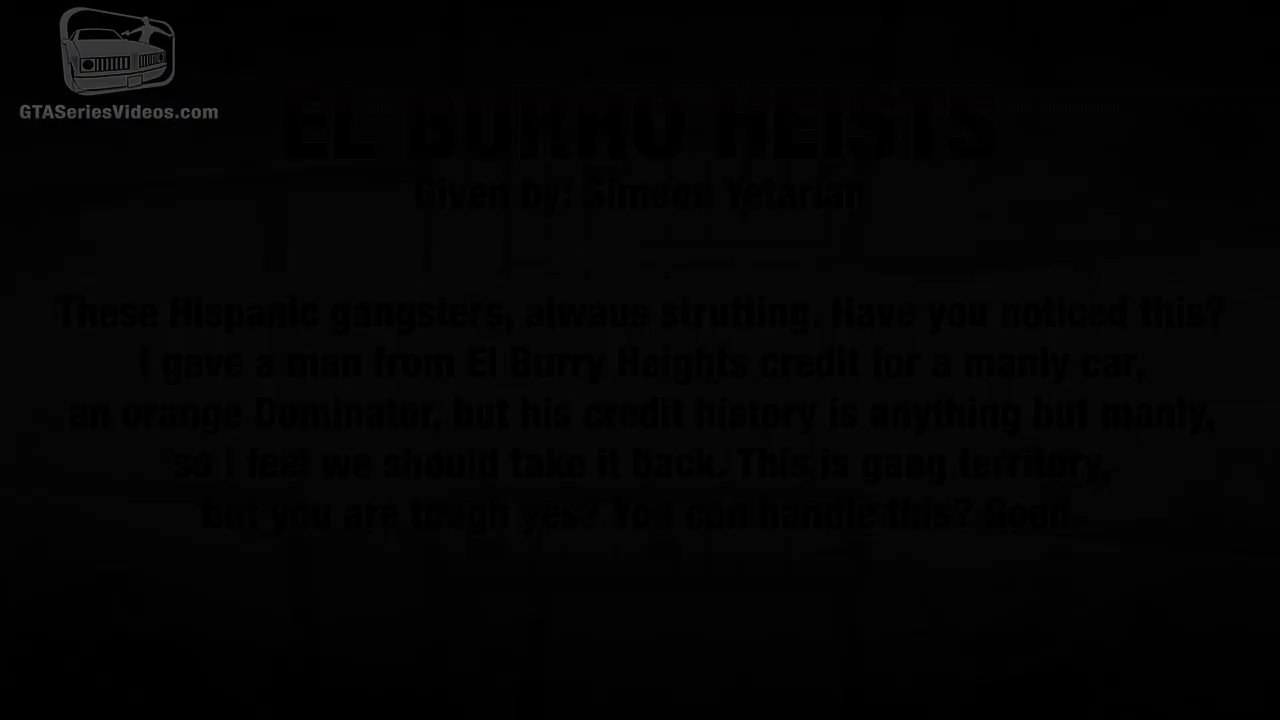 GTASeriesVideos.com
EL BURRO HEISTS
Given by: Simeon Yetarian
These Hispanic gangsters, alwaus strutting. Have you noticed this?
I gave a man from El Burry Heights credit for a manly car,
an orange Dominator, but his credit history is anything but manly,
so I feel we should take it back. This is gang territory,
but you are tough yes? You can handle this? Good.